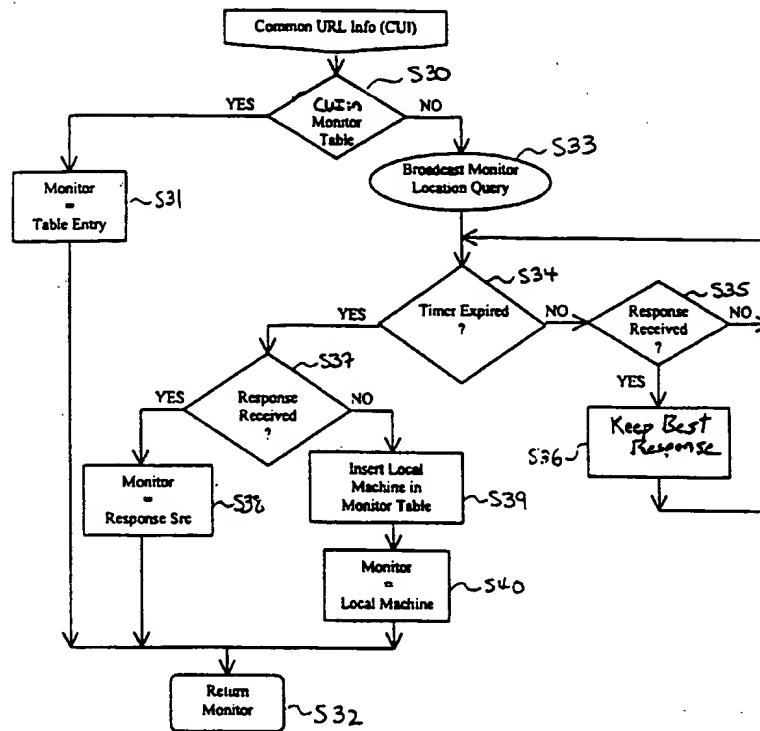 Common URL Info (CUI)
S30
YES
CUI in
Monitor
Table
NO
S33
Broadcast Monitor
Location Query
Monitor
=
Table Entry
S31
S34
Timer Expired
?
YES
NO
S35
Response
Received
?
NO
YES
S37
Response
Received
?
YES
NO
Keep Best
Response
S36
Monitor
=
Response Src
S38
Insert Local
Machine in
Monitor Table
S39
Monitor
=
Local Machine
S40
Return
Monitor
S32